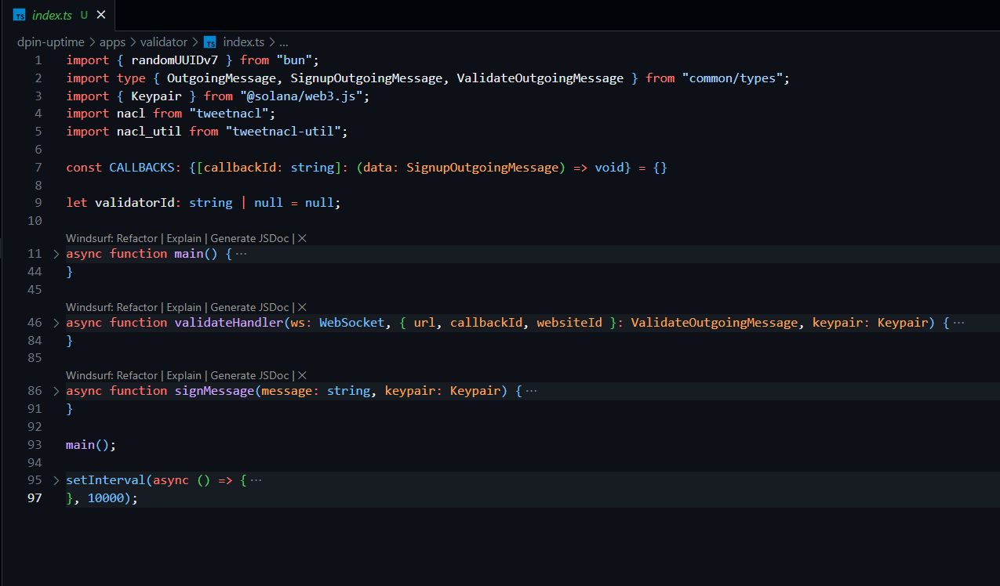 TS index.ts U ×
dpin-uptime > apps > validator > TS index.ts > ...
1 import { randomUUIDv7 } from "bun";
2 import type { OutgoingMessage, SignupOutgoingMessage, ValidateOutgoingMessage } from "common/types";
3 import { Keypair } from "@solana/web3.js";
4 import nacl from "tweetnacl";
5 import nacl_util from "tweetnacl-util";
6
7 const CALLBACKS: {[callbackId: string]: (data: SignupOutgoingMessage) => void} = {}
8
9 let validatorId: string | null = null;
10
Windsurf: Refactor | Explain | Generate JSDoc | ×
11 > async function main() { ···
44 }
45
Windsurf: Refactor | Explain | Generate JSDoc | ×
46 > async function validateHandler(ws: WebSocket, { url, callbackId, websiteId }: ValidateOutgoingMessage, keypair: Keypair) { ···
84 }
85
Windsurf: Refactor | Explain | Generate JSDoc | ×
86 > async function signMessage(message: string, keypair: Keypair) { ···
91 }
92
93 main();
94
95 > setInterval(async () => { ···
97 }, 10000);